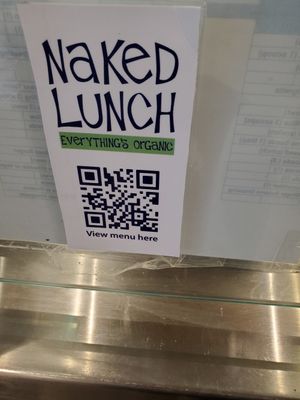 NaKeD
LUNCH
EveryTHING'S OrGaNIC
View menu here